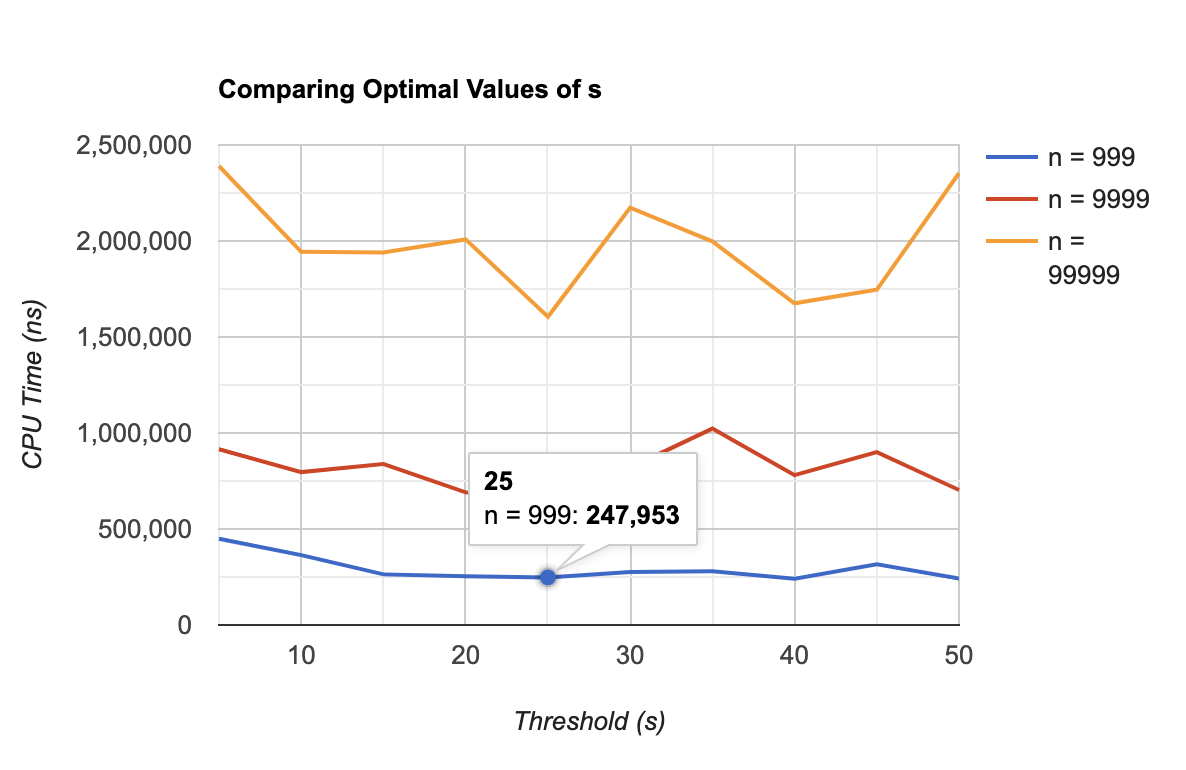 Comparing Optimal Values of s
2,500,000
2,000,000
1,500,000
1,000,000
500,000
0
CPU Time (ns)
25
n = 999: 247,953
10
20
30
40
50
Threshold (s)
n = 999
n = 9999
n =
99999